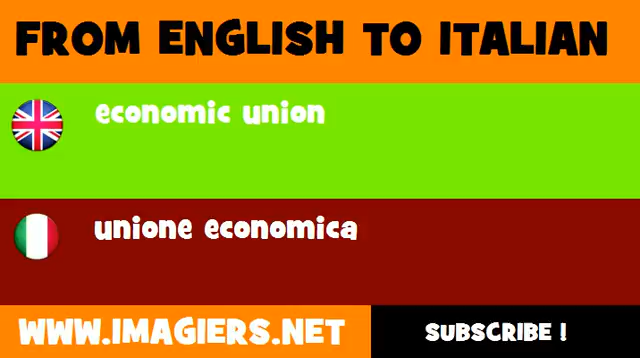 FROM ENGLISH TO ITALIAN
economic union
unione economica
WWW.IMAGIERS.NET
SUBSCRIBE !